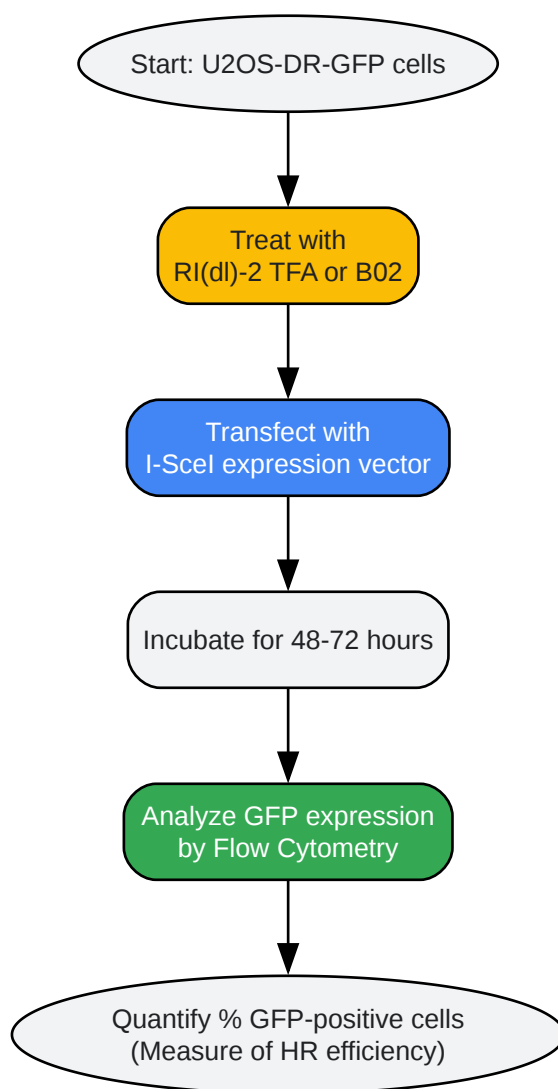 Start: U2OS-DR-GFP cells
Treat with
RI(dl)-2 TFA or B02
Transfect with
I-SceI expression vector
Incubate for 48-72 hours
Analyze GFP expression
by Flow Cytometry
Quantify % GFP-positive cells
(Measure of HR efficiency)